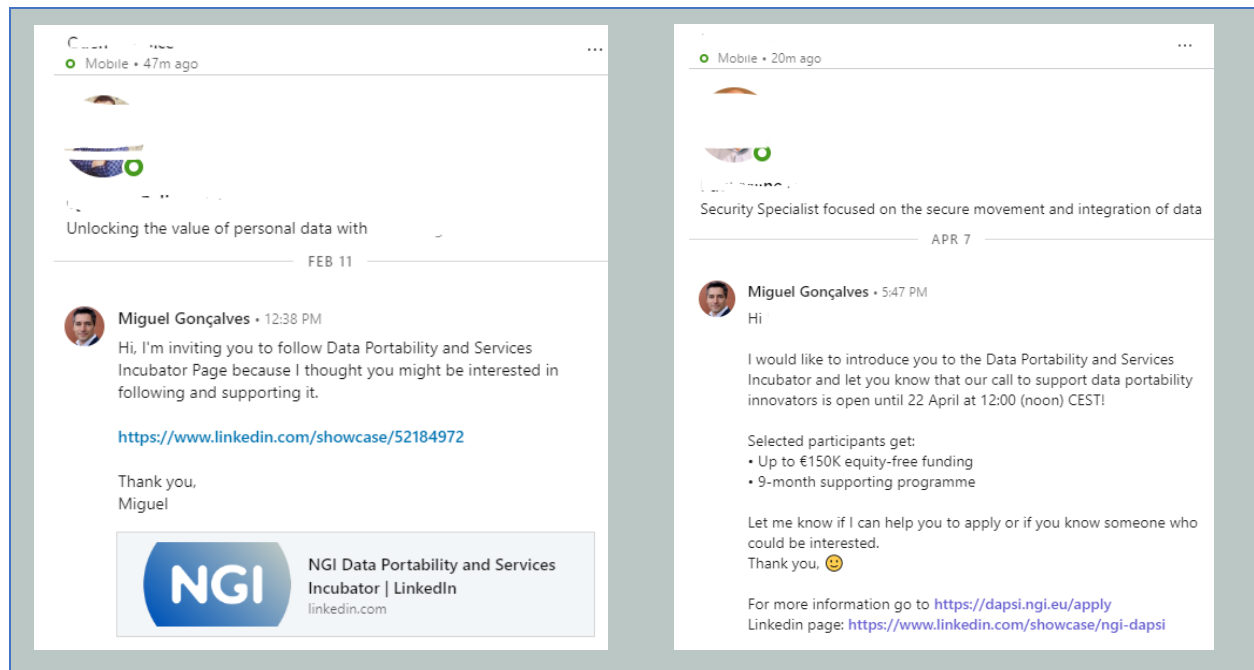 ...
Mobile • 47m ago
Unlocking the value of personal data with
FEB 11
Miguel Gonçalves • 12:38 PM
Hi, I'm inviting you to follow Data Portability and Services
Incubator Page because I thought you might be interested in
following and supporting it.
https://www.linkedin.com/showcase/52184972
Thank you,
Miguel
NGI
NGI Data Portability and Services
Incubator | LinkedIn
linkedin.com
...
Mobile • 20m ago
Security Specialist focused on the secure movement and integration of data
APR 7
Miguel Gonçalves • 5:47 PM
Hi
I would like to introduce you to the Data Portability and Services
Incubator and let you know that our call to support data portability
innovators is open until 22 April at 12:00 (noon) CEST!
Selected participants get:
• Up to €150K equity-free funding
• 9-month supporting programme
Let me know if I can help you to apply or if you know someone who
could be interested.
Thank you, 🙂
For more information go to https://dapsi.ngi.eu/apply
Linkedin page: https://www.linkedin.com/showcase/ngi-dapsi